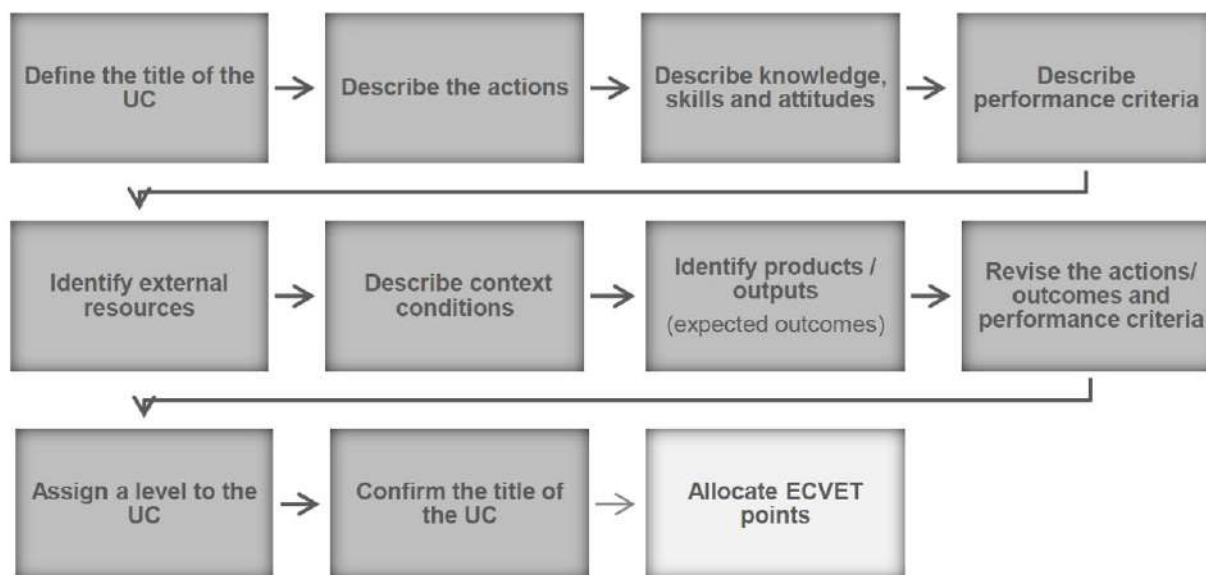 Define the title of the
UC
Describe the actions
Describe knowledge,
skills and attitudes
Describe
performance criteria
Identify external
resources
Describe context
conditions
Identify products /
outputs
(expected outcomes)
Revise the actions/
outcomes and
performance criteria
Assign a level to the
UC
Confirm the title of
the UC
Allocate ECVET
points